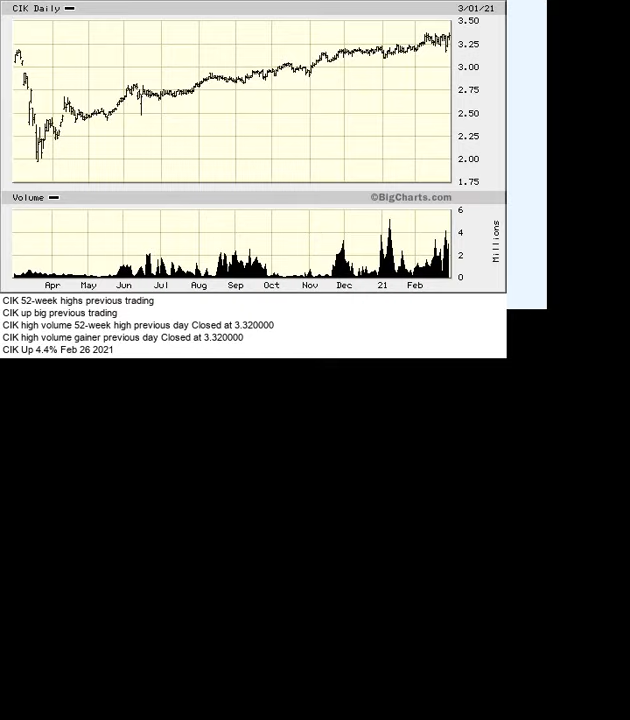 CIK Daily 3/01/21
3.50
3.25
3.00
2.75
2.50
2.25
2.00
1.75
Volume ©BigCharts.com
6
4
2
0
Millions
Apr May Jun Jul Aug Sep Oct Nov Dec 21 Feb
CIK 52-week highs previous trading
CIK up big previous trading
CIK high volume 52-week high previous day Closed at 3.320000
CIK high volume gainer previous day Closed at 3.320000
CIK Up 4.4% Feb 26 2021